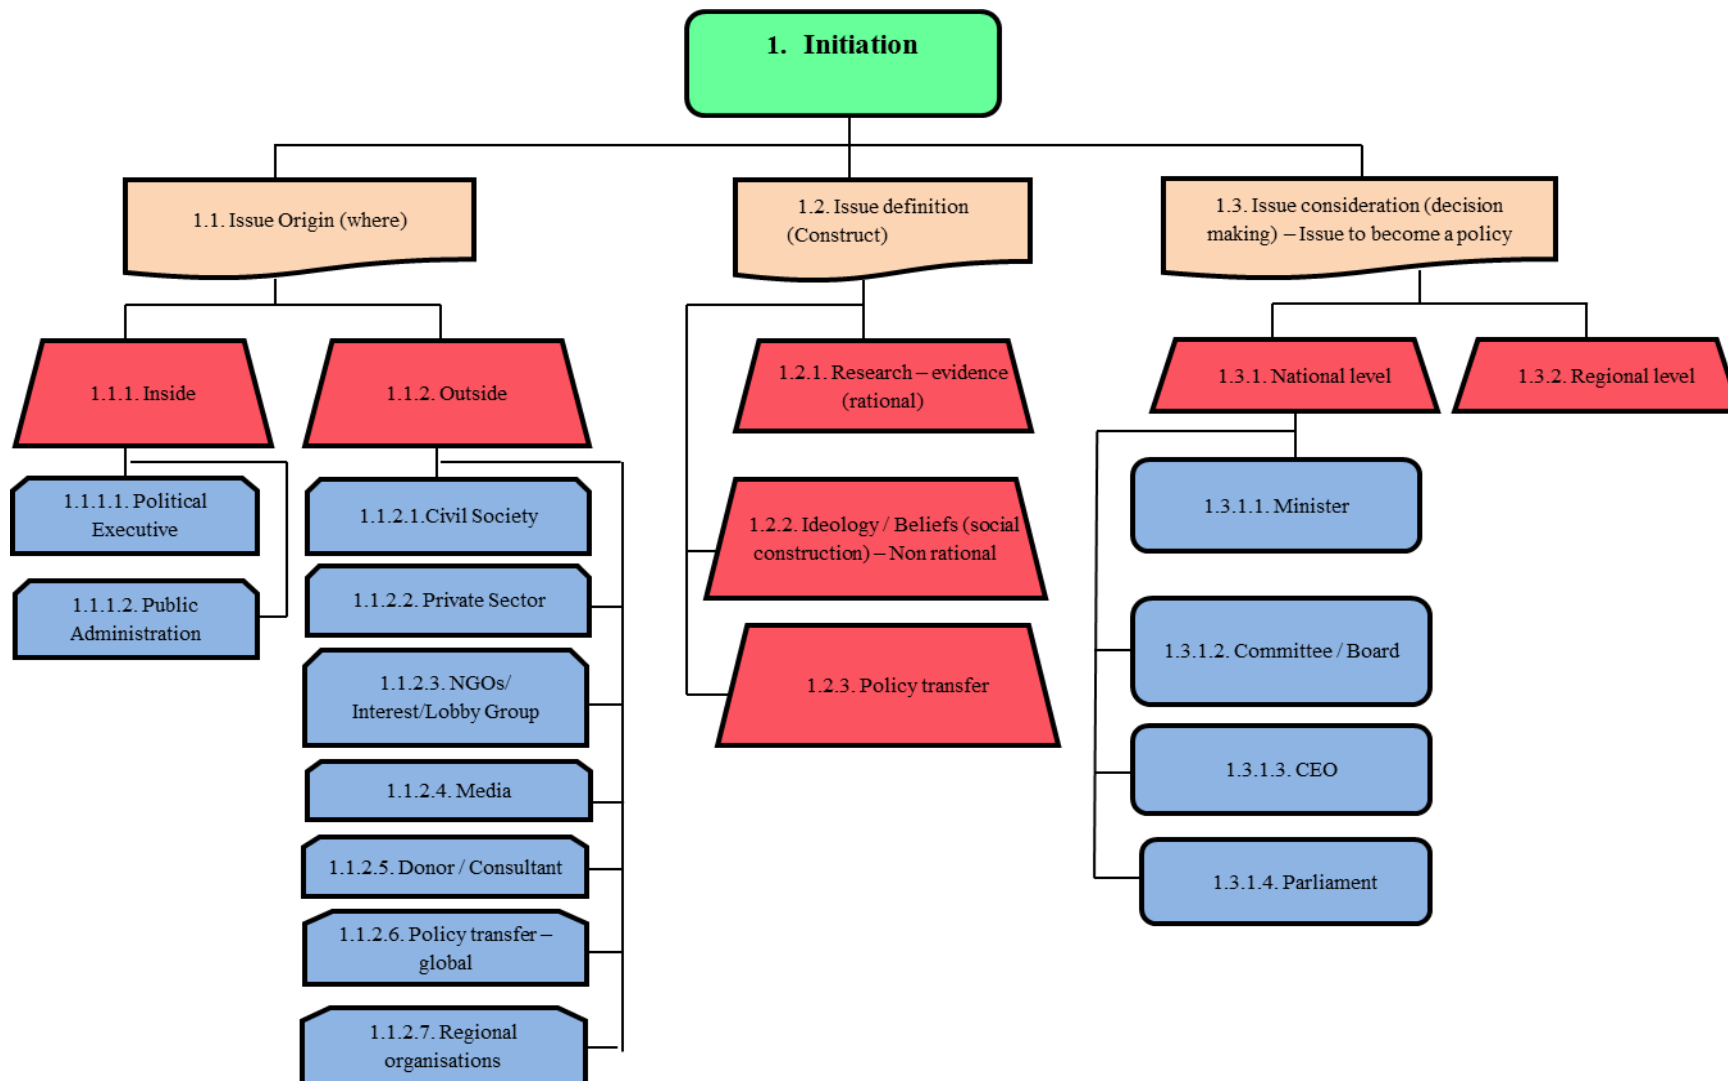 1. Initiation
1.1. Issue Origin (where)
1.2. Issue definition
(Construct)
1.3. Issue consideration (decision
making) – Issue to become a policy
1.1.1. Inside
1.1.2. Outside
1.2.1. Research – evidence
(rational)
1.3.1. National level
1.3.2. Regional level
1.1.1.1. Political
Executive
1.1.1.2. Public
Administration
1.1.2.1.Civil Society
1.1.2.2. Private Sector
1.1.2.3. NGOs/
Interest/Lobby Group
1.1.2.4. Media
1.1.2.5. Donor / Consultant
1.1.2.6. Policy transfer –
global
1.1.2.7. Regional
organisations
1.2.2. Ideology / Beliefs (social
construction) – Non rational
1.2.3. Policy transfer
1.3.1.1. Minister
1.3.1.2. Committee / Board
1.3.1.3. CEO
1.3.1.4. Parliament